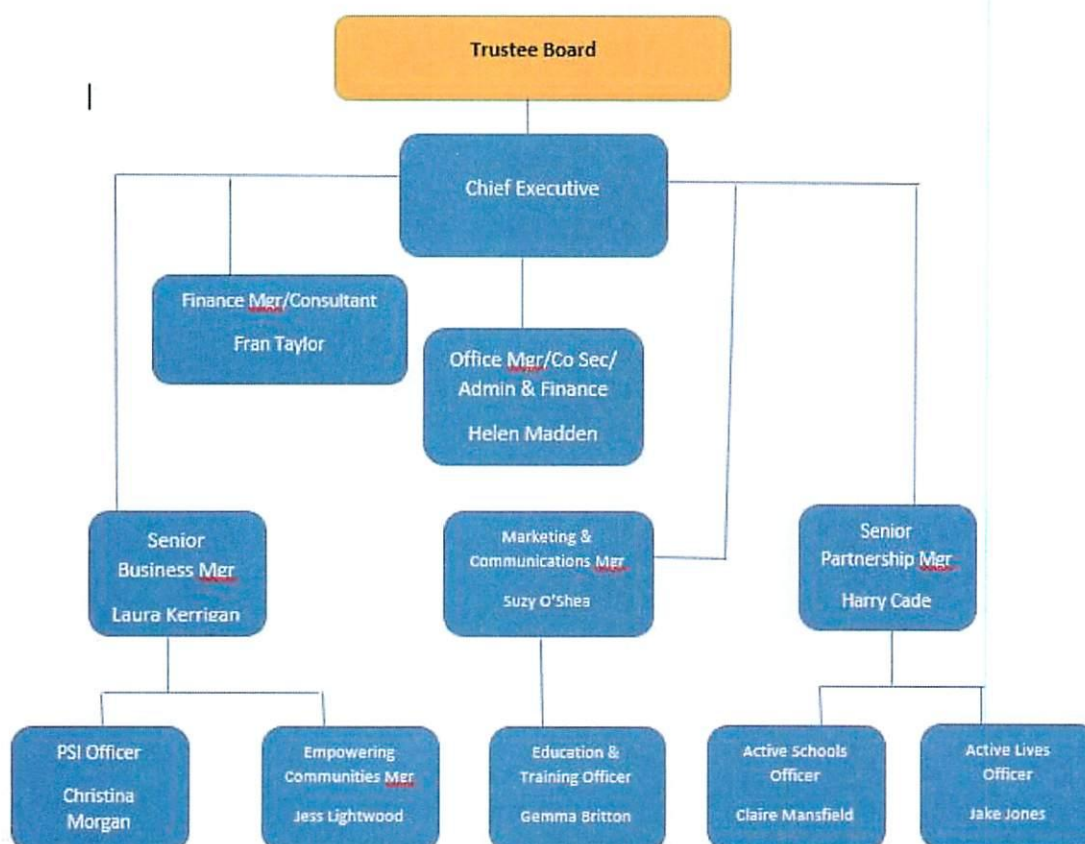 Trustee Board
Chief Executive
Finance Mgr/Consultant
Fran Taylor
Office Mgr/Co Sec/
Admin & Finance
Helen Madden
Senior
Business Mgr
Laura Kerrigan
Marketing &
Communications Mgr
Suzy O'Shea
Senior
Partnership Mgr
Harry Cade
PSI Officer
Christina
Morgan
Empowering
Communities Mgr
Jess Lightwood
Education &
Training Officer
Gemma Britton
Active Schools
Officer
Claire Mansfield
Active Lives
Officer
Jake Jones